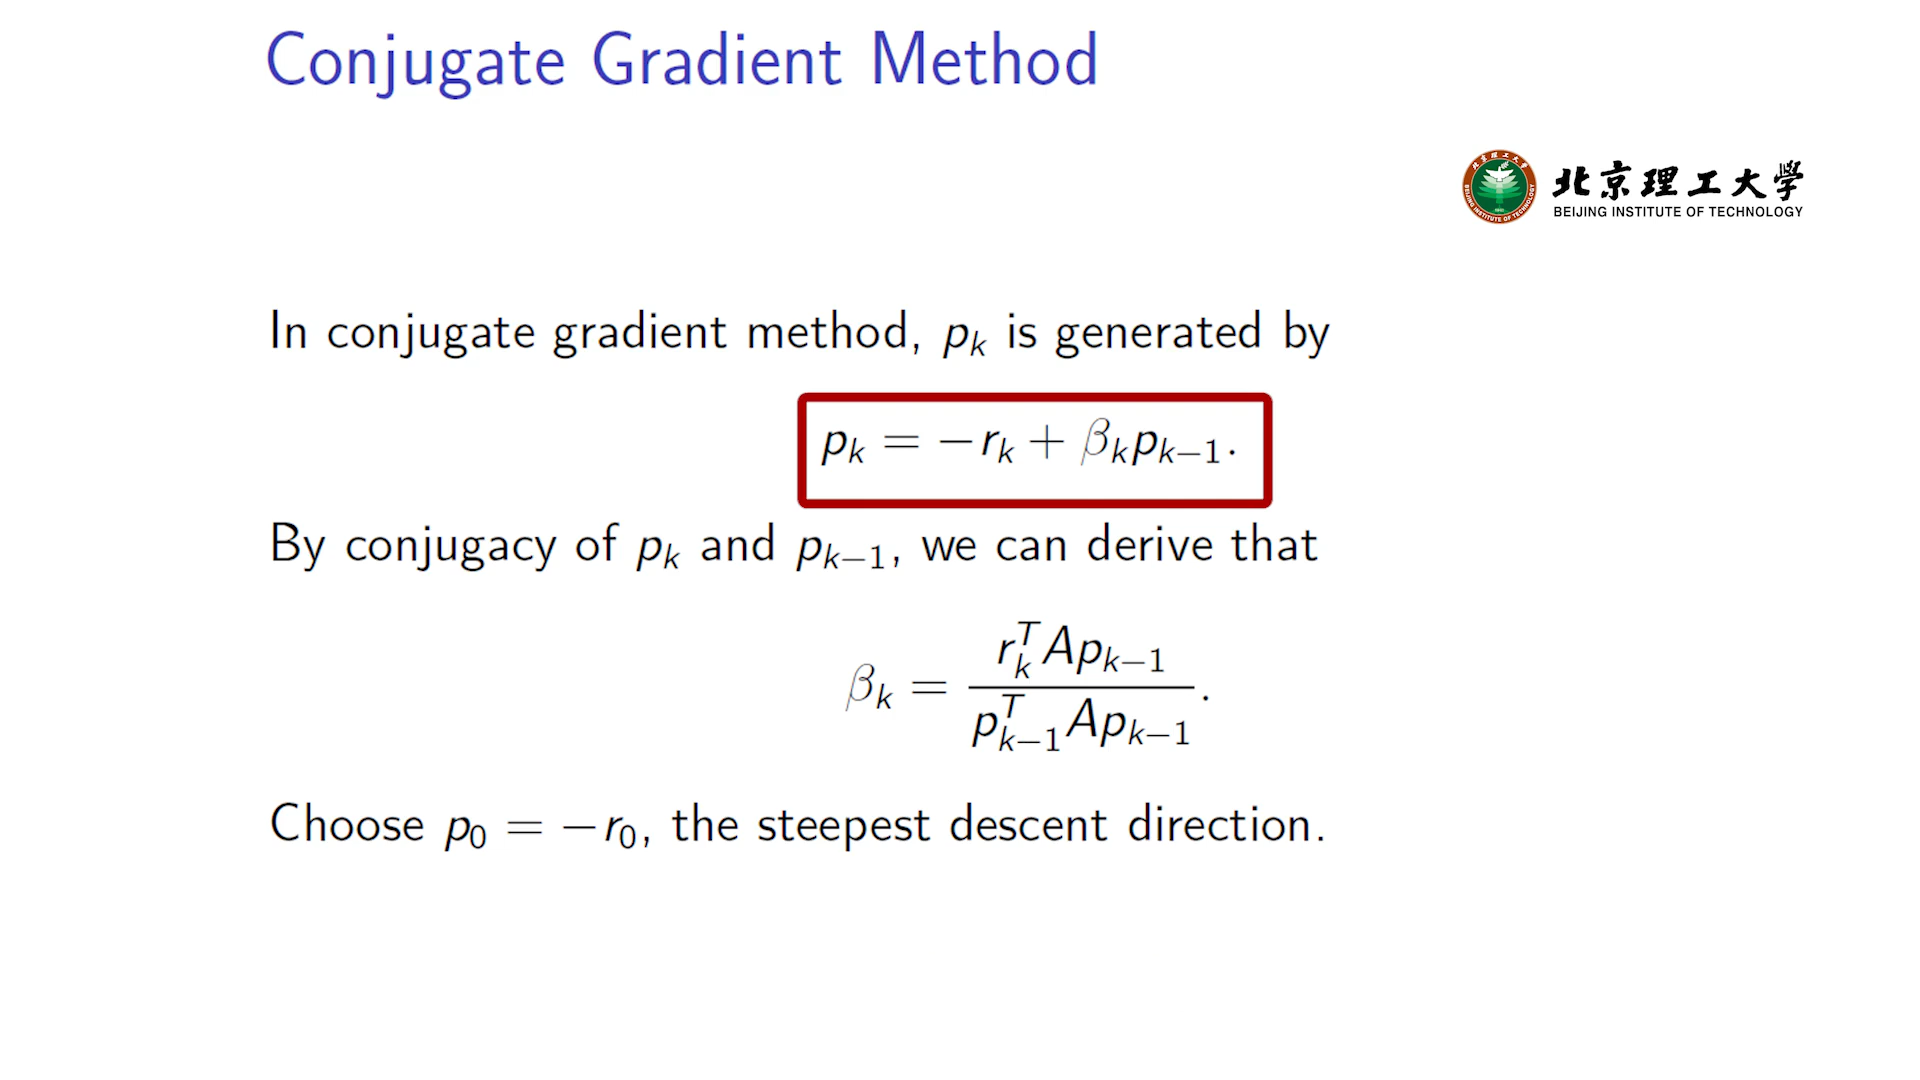 Conjugate Gradient Method
北京理工大学
BEIJING INSTITUTE OF TECHNOLOGY
In conjugate gradient method, p_k is generated by
p_k = −r_k + β_k p_{k−1}.
By conjugacy of p_k and p_{k−1}, we can derive that
β_k = \frac{r_k^T A p_{k−1}}{p_{k−1}^T A p_{k−1}}.
Choose p_0 = −r_0, the steepest descent direction.